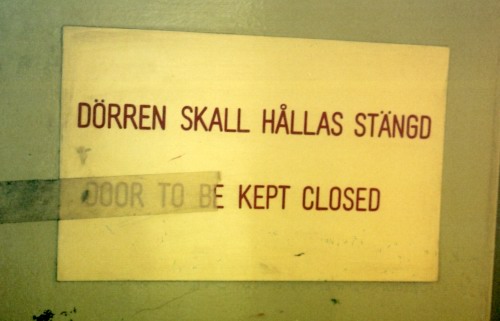 DÖRREN SKALL HÅLLAS STÄNGD
DOOR TO BE KEPT CLOSED